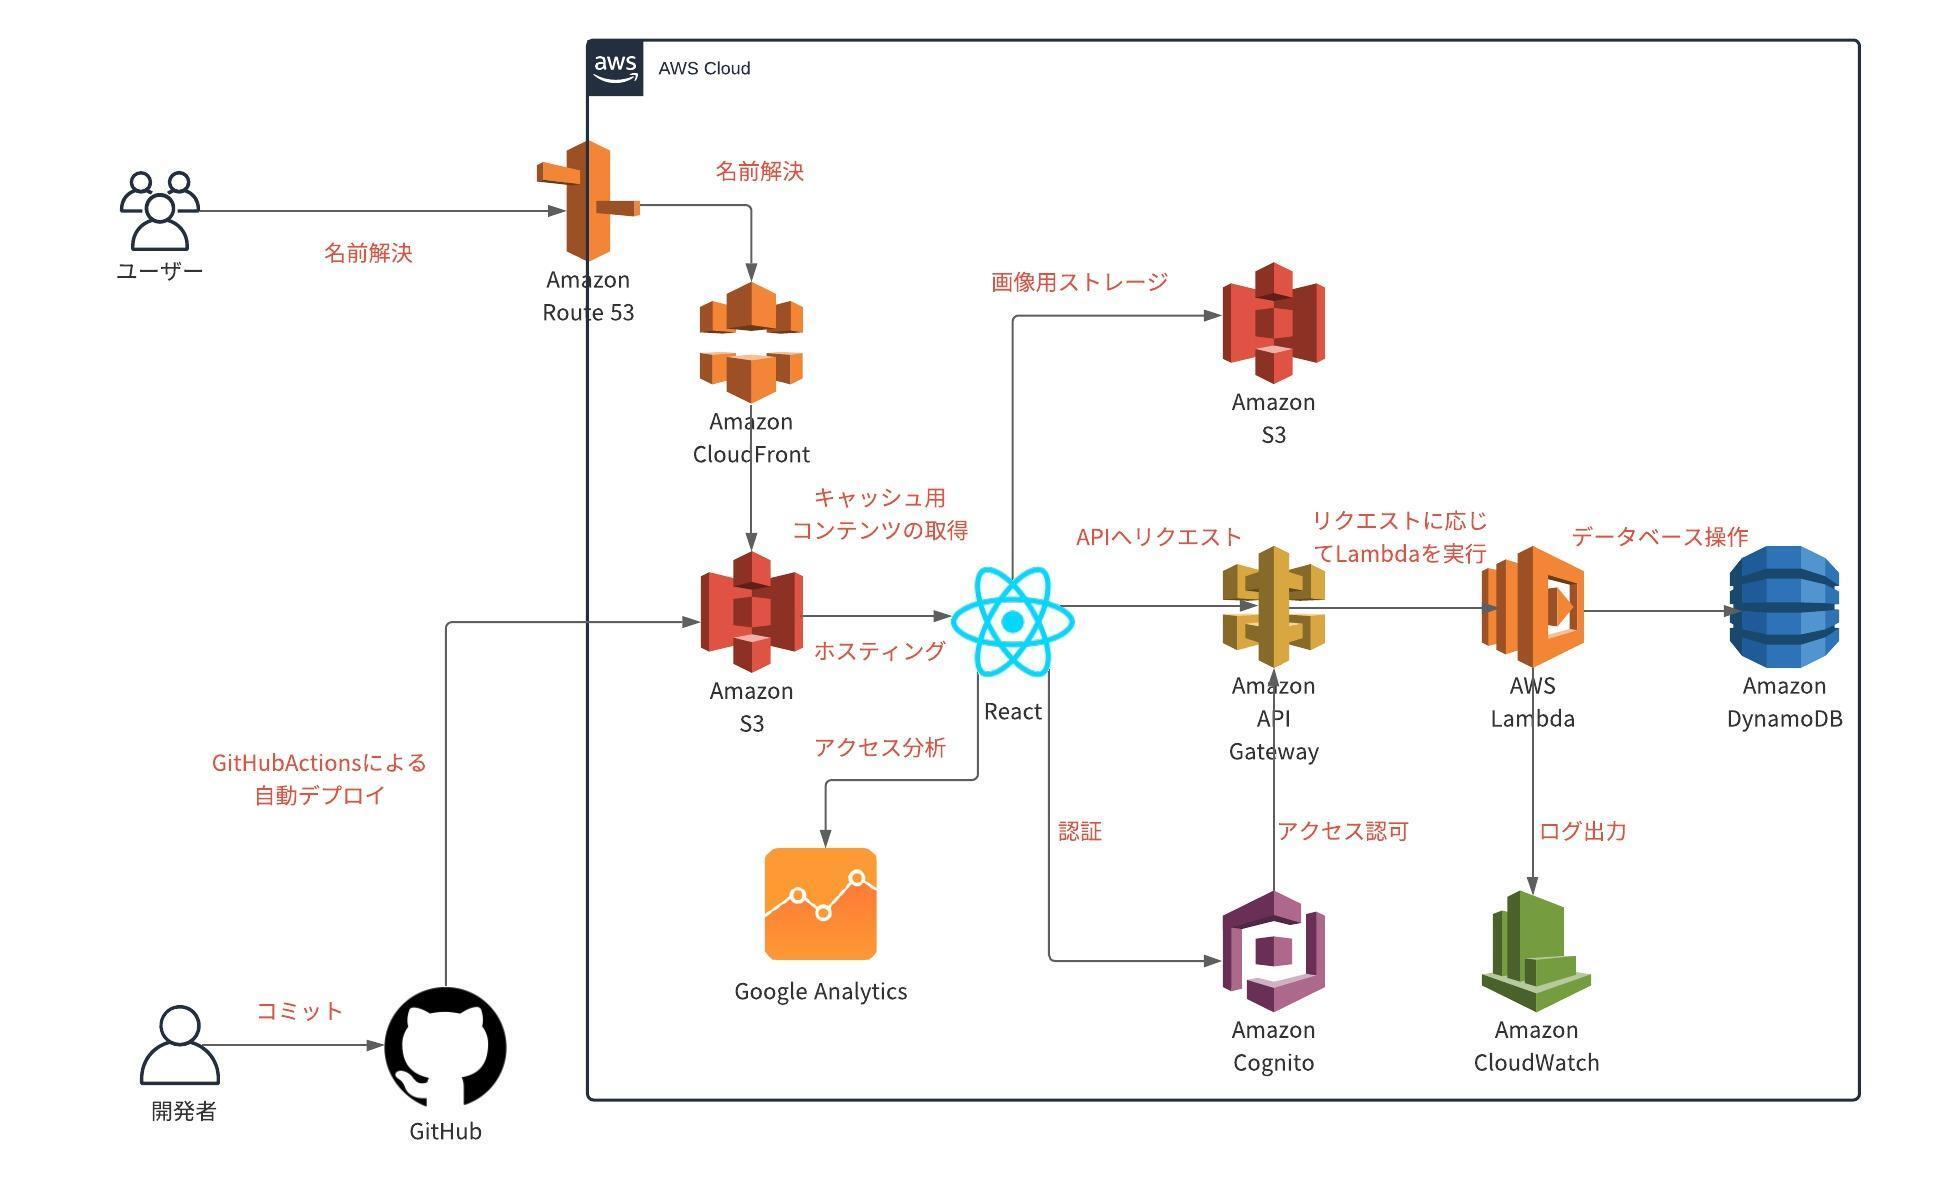 aws
AWS Cloud
名前解決
名前解決
ユーザー
Amazon
Route 53
画像用ストレージ
Amazon
S3
Amazon
CloudFront
キャッシュ用
コンテンツの取得
APIへリクエスト
リクエストに応じ
てLambdaを実行
データベース操作
ホスティング
Amazon
S3
React
Amazon
API
Gateway
AWS
Lambda
Amazon
DynamoDB
アクセス分析
GitHubActionsによる
自動デプロイ
認証
アクセス認可
ログ出力
Google Analytics
コミット
Amazon
Cognito
Amazon
CloudWatch
開発者
GitHub